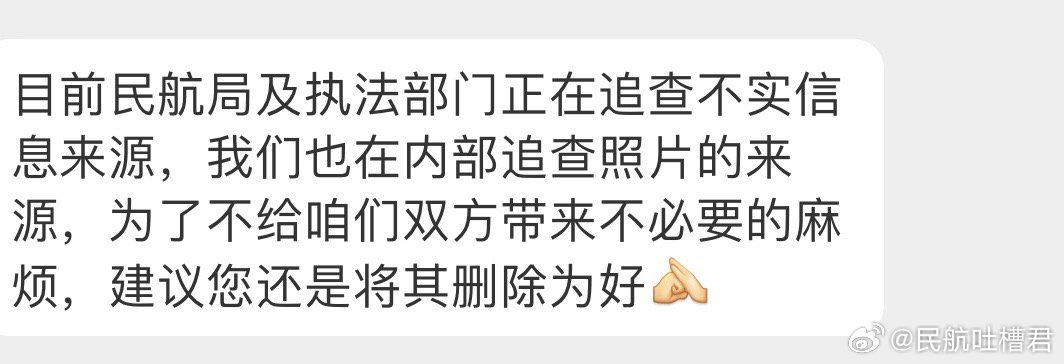 目前民航局及执法部门正在追查不实信
息来源，我们也在内部追查照片的来
源，为了不给咱们双方带来不必要的麻
烦，建议您还是将其删除为好
@民航吐槽君